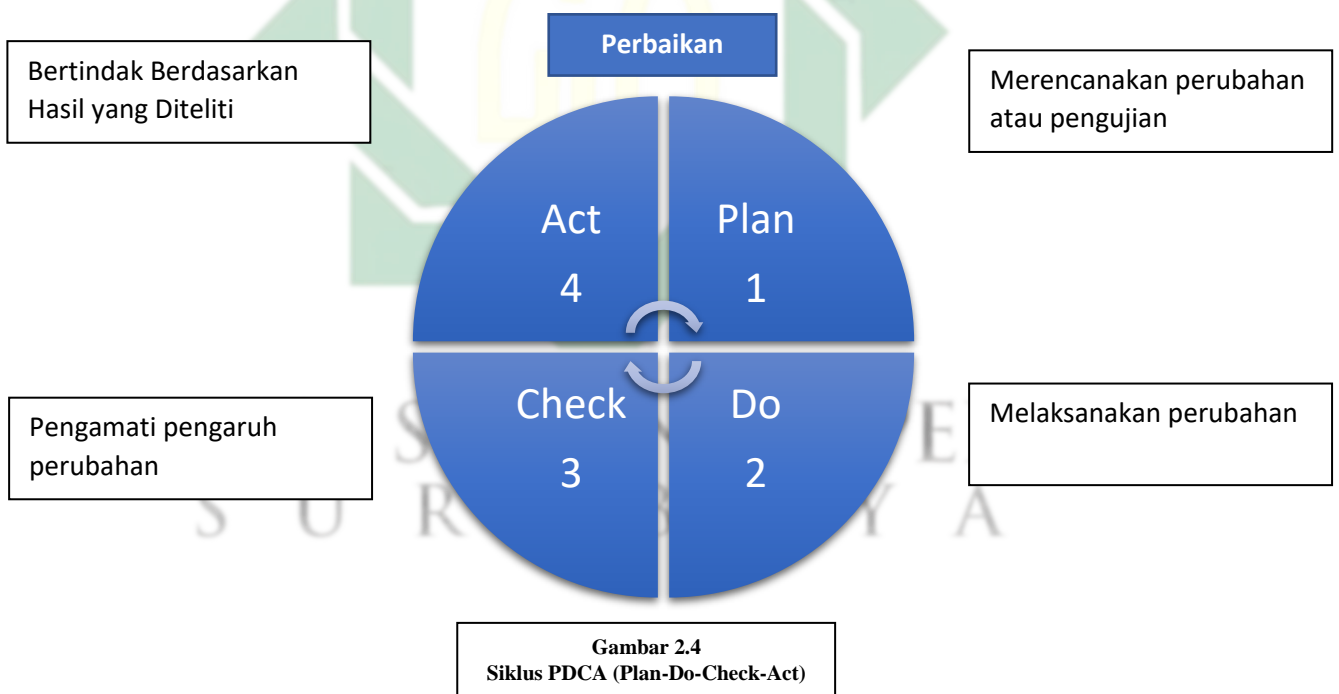 Perbaikan
Bertindak Berdasarkan
Hasil yang Diteliti
Merencanakan perubahan
atau pengujian
Act
4
Plan
1
Check
3
Do
2
Pengamati pengaruh
perubahan
Melaksanakan perubahan
S U R B Y A
Gambar 2.4
Siklus PDCA (Plan-Do-Check-Act)